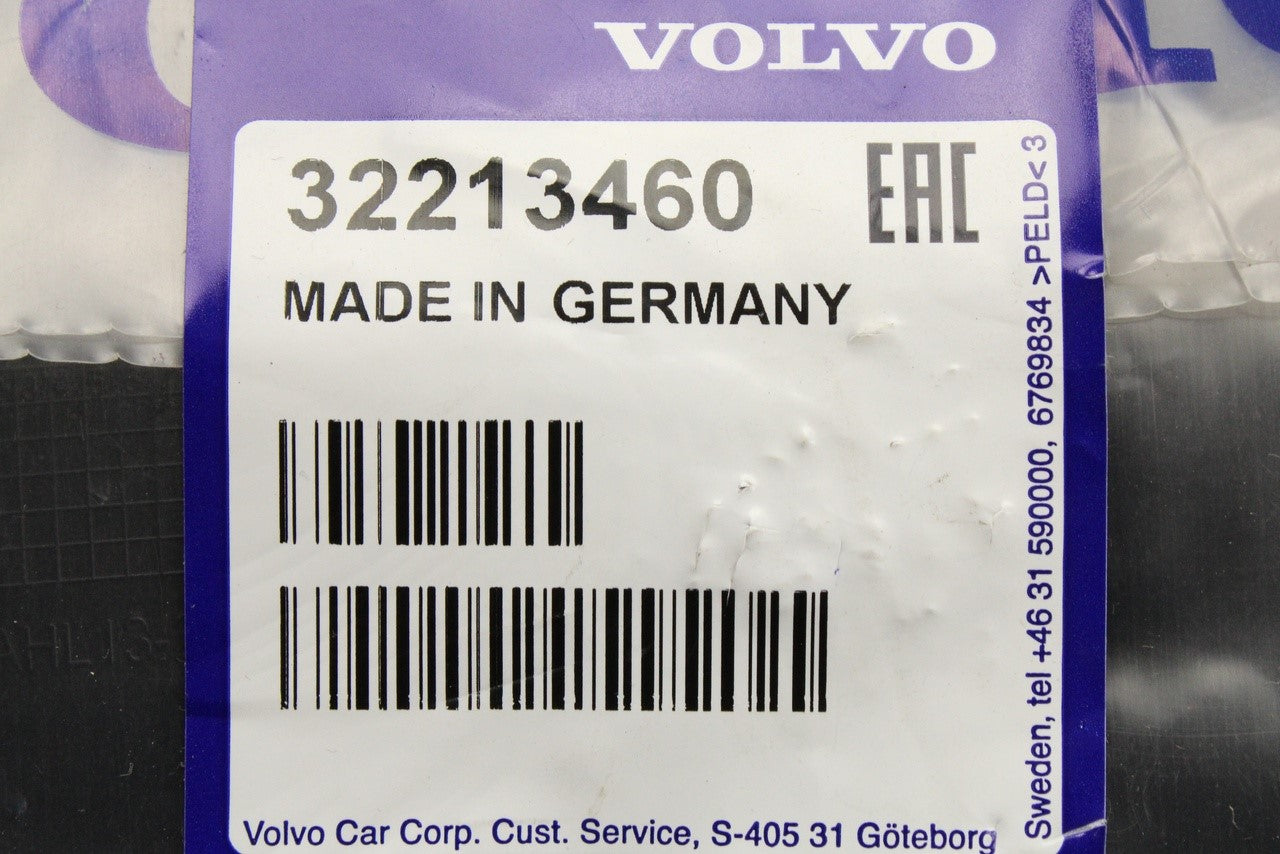 VOLVO
32213460
EAC
MADE IN GERMANY
Volvo Car Corp. Cust. Service, S-405 31 Göteborg
Sweden, tel +46 31 590000, 6769834 >PELD< 3